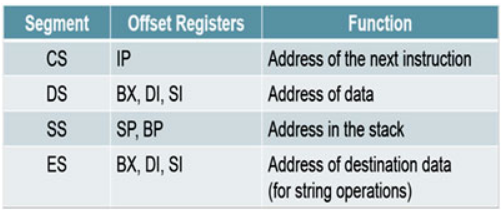 Segment Offset Registers Function
CS IP Address of the next instruction
DS BX, DI, SI Address of data
SS SP, BP Address in the stack
ES BX, DI, SI Address of destination data
(for string operations)